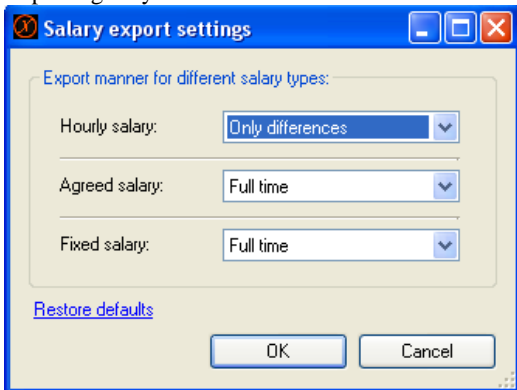 Salary export settings
Export manner for different salary types:
Hourly salary: Only differences
Agreed salary: Full time
Fixed salary: Full time
Restore defaults
OK Cancel